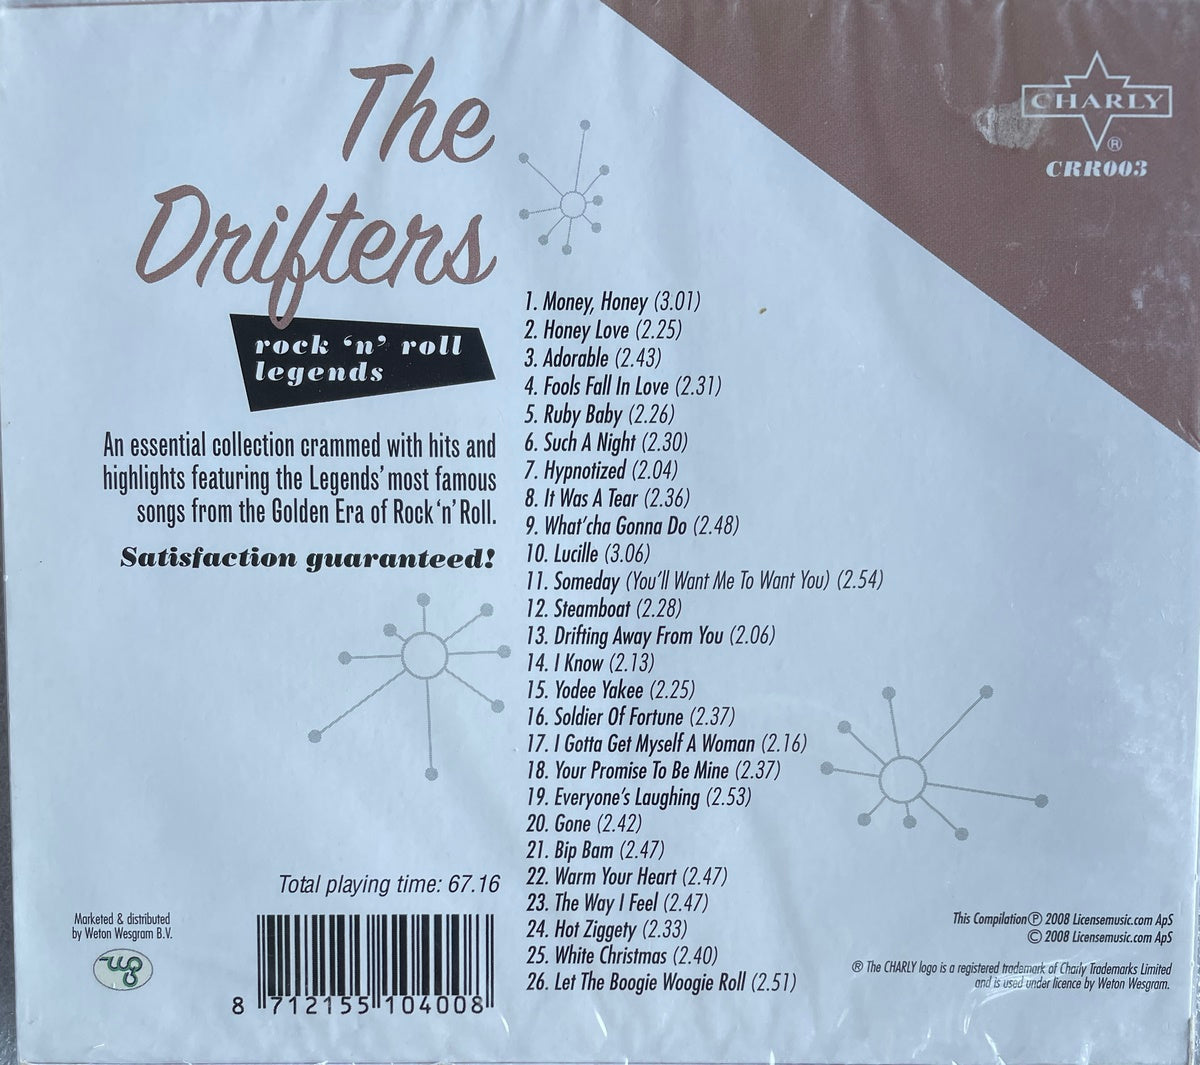 The
Drifters
rock ‘n’ roll
legends
An essential collection crammed with hits and
highlights featuring the Legends’ most famous
songs from the Golden Era of Rock ‘n’ Roll.
Satisfaction guaranteed!
CHARLY
®
CRR003
1. Money, Honey (3.01)
2. Honey Love (2.25)
3. Adorable (2.43)
4. Fools Fall In Love (2.31)
5. Ruby Baby (2.26)
6. Such A Night (2.30)
7. Hypnotized (2.04)
8. It Was A Tear (2.36)
9. What’cha Gonna Do (2.48)
10. Lucille (3.06)
11. Someday (You’ll Want Me To Want You) (2.54)
12. Steamboat (2.28)
13. Drifting Away From You (2.06)
14. I Know (2.13)
15. Yodee Yakee (2.25)
16. Soldier Of Fortune (2.37)
17. I Gotta Get Myself A Woman (2.16)
18. Your Promise To Be Mine (2.37)
19. Everyone’s Laughing (2.53)
20. Gone (2.42)
21. Bip Bam (2.47)
22. Warm Your Heart (2.47)
23. The Way I Feel (2.47)
24. Hot Ziggety (2.33)
25. White Christmas (2.40)
26. Let The Boogie Woogie Roll (2.51)
Total playing time: 67.16
Marketed & distributed
by Weton Wesgram B.V.
8 712155 104008
This Compilation ℗ 2008 Licensemusic.com ApS
© 2008 Licensemusic.com ApS
® The CHARLY logo is a registered trademark of Charly Trademarks Limited
and is used under licence by Weton Wesgram.